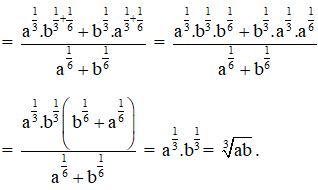 = \frac{a^{\frac{1}{3}}.b^{\frac{1}{3}+\frac{1}{6}} + b^{\frac{1}{3}}.a^{\frac{1}{3}+\frac{1}{6}}}{a^{\frac{1}{6}} + b^{\frac{1}{6}}} = \frac{a^{\frac{1}{3}}.b^{\frac{1}{3}}.b^{\frac{1}{6}} + b^{\frac{1}{3}}.a^{\frac{1}{3}}.a^{\frac{1}{6}}}{a^{\frac{1}{6}} + b^{\frac{1}{6}}}
= \frac{a^{\frac{1}{3}}.b^{\frac{1}{3}}\left(b^{\frac{1}{6}} + a^{\frac{1}{6}}\right)}{a^{\frac{1}{6}} + b^{\frac{1}{6}}} = a^{\frac{1}{3}}.b^{\frac{1}{3}} = \sqrt[3]{ab}.